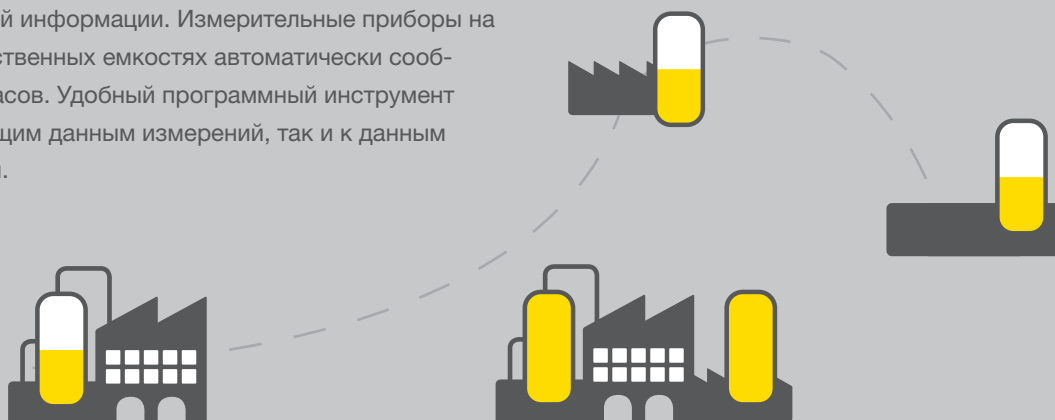 й информации. Измерительные приборы на
ственных емкостях автоматически сооб-
асов. Удобный программный инструмент
щим данным измерений, так и к данным